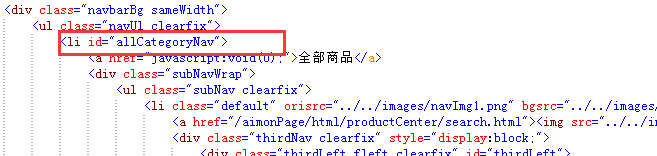 <div class="navbarBg sameWidth">
<ul class="navUl clearfix">
<li id="allCategoryNav">
<a href="javascript:void(0);">全部商品</a>
<div class="subNavWrap">
<ul class="subNav clearfix">
<li class="default" orisrc="../../images/navImg1.png" bgsrc="../../images,
<a href="/aimonPage/html/productCenter/search.html"><img src="../../im
<div class="thirdNav clearfix" style="display:block;">
<div class="thirdLeft fleft clearfix" id="thirdLeft">